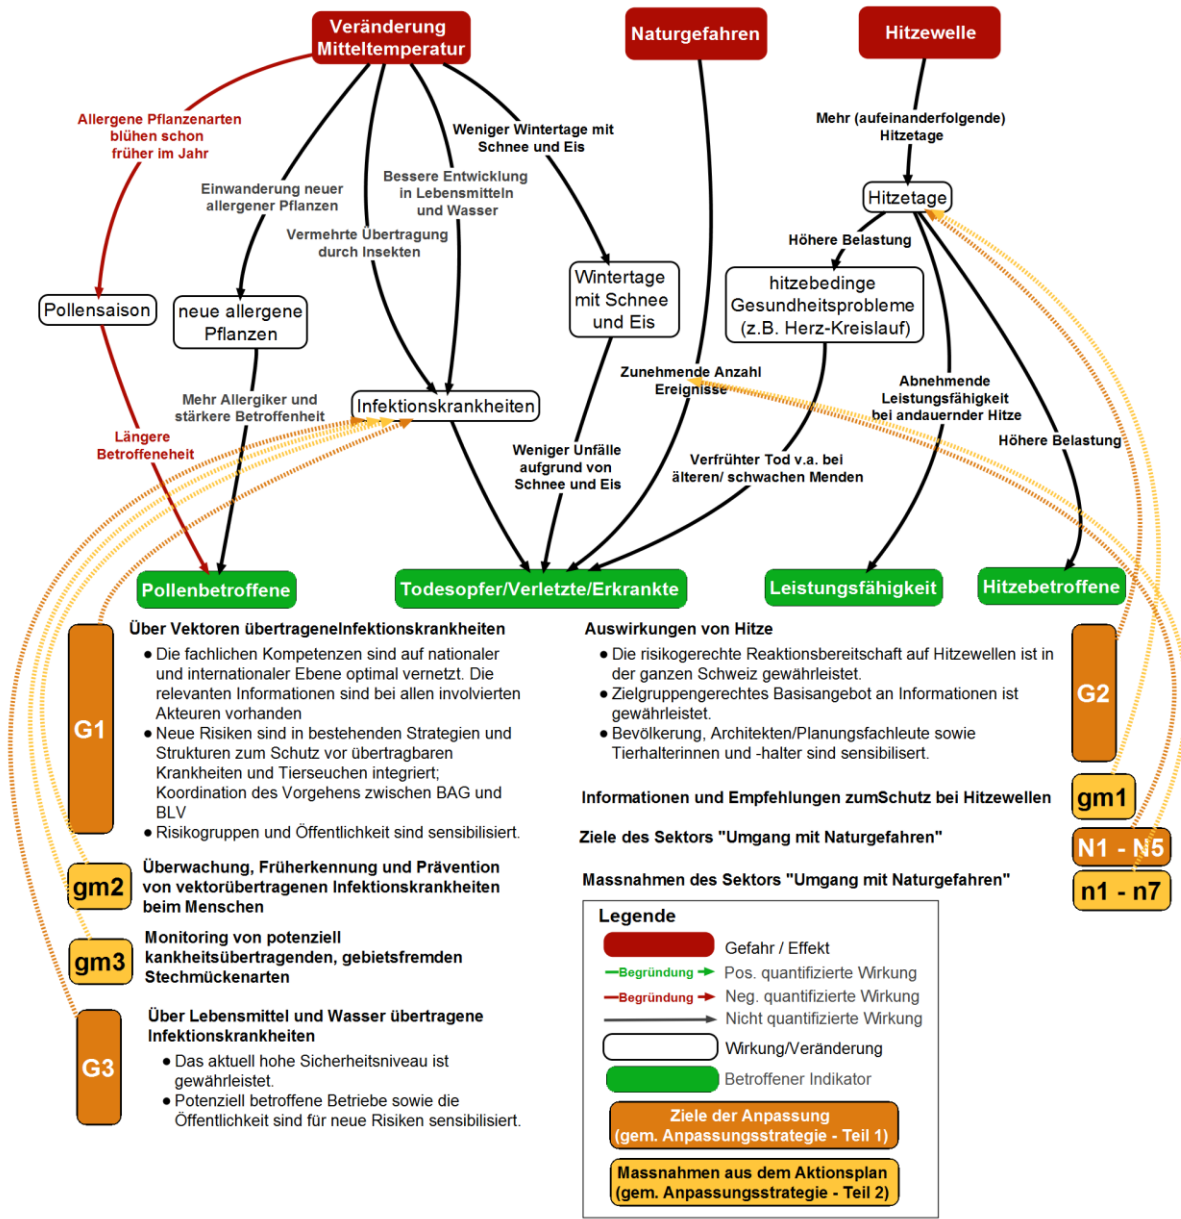 Veränderung
Mitteltemperatur
Naturgefahren
Hitzewelle
Allergene Pflanzenarten
blühen schon
früher im Jahr
Weniger Wintertage mit
Schnee und Eis
Mehr (aufeinanderfolgende)
Hitzetage
Einwanderung neuer
allergener Pflanzen
Bessere Entwicklung
in Lebensmitteln
und Wasser
Vermehrte Übertragung
durch Insekten
Hitzetage
Höhere Belastung
Pollensaison
neue allergene
Pflanzen
Wintertage
mit Schnee
und Eis
hitzebedinge
Gesundheitsprobleme
(z.B. Herz-Kreislauf)
Zunehmende Anzahl
Ereignisse
Mehr Allergiker und
stärkere Betroffenheit
Infektionskrankheiten
Abnehmende
Leistungsfähigkeit
bei andauernder Hitze
Längere
Betroffeneheit
Weniger Unfälle
aufgrund von
Schnee und Eis
Verfrühter Tod v.a. bei
älteren/ schwachen Menden
Höhere Belastung
Pollenbetroffene
Todesopfer/Verletzte/Erkrankte
Leistungsfähigkeit
Hitzebetroffene
G1
Über Vektoren übertrageneInfektionskrankheiten
● Die fachlichen Kompetenzen sind auf nationaler
und internationaler Ebene optimal vernetzt. Die
relevanten Informationen sind bei allen involvierten
Akteuren vorhanden
● Neue Risiken sind in bestehenden Strategien und
Strukturen zum Schutz vor übertragbaren
Krankheiten und Tierseuchen integriert;
Koordination des Vorgehens zwischen BAG und
BLV
● Risikogruppen und Öffentlichkeit sind sensibilisert.
gm2
Überwachung, Früherkennung und Prävention
von vektorübertragenen Infektionskrankheiten
beim Menschen
gm3
Monitoring von potenziell
kankheitsübertragenden, gebietsfremden
Stechmückenarten
G3
Über Lebensmittel und Wasser übertragene
Infektionskrankheiten
● Das aktuell hohe Sicherheitsniveau ist
gewährleistet.
● Potenziell betroffene Betriebe sowie die
Öffentlichkeit sind für neue Risiken sensibilisert.
Auswirkungen von Hitze
● Die risikogerechte Reaktionsbereitschaft auf Hitzewellen ist in
der ganzen Schweiz gewährleistet.
● Zielgruppengerechtes Basisangebot an Informationen ist
gewährleistet.
● Bevölkerung, Architekten/Planungsfachleute sowie
Tierhalterinnen und -halter sind sensibilisert.
G2
Informationen und Empfehlungen zumSchutz bei Hitzewellen
gm1
Ziele des Sektors "Umgang mit Naturgefahren"
N1 - N5
Massnahmen des Sektors "Umgang mit Naturgefahren"
n1 - n7
Legende
Gefahr / Effekt
Begründung
Pos. quantifizierte Wirkung
Begründung
Neg. quantifizierte Wirkung
Nicht quantifizierte Wirkung
Wirkung/Veränderung
Betroffener Indikator
Ziele der Anpassung
(gem. Anpassungsstrategie - Teil 1)
Massnahmen aus dem Aktionsplan
(gem. Anpassungsstrategie - Teil 2)